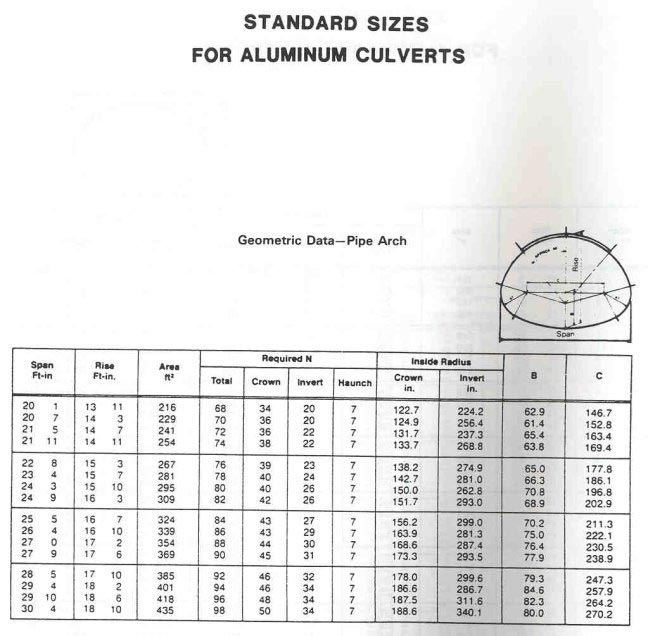 STANDARD SIZES
FOR ALUMINUM CULVERTS
Geometric Data—Pipe Arch
Rise
Span
Span Ft-in Rise Ft-in. Area ft² Required N Inside Radius B C
Total Crown Invert Haunch Crown in. Invert in.
20 1 13 11 216 68 34 20 7 122.7 224.2 62.9 146.7
20 7 14 3 229 70 36 20 7 124.9 256.4 61.4 152.8
21 5 14 7 241 72 36 22 7 131.7 237.3 65.4 163.4
21 11 14 11 254 74 38 22 7 133.7 268.8 63.8 169.4
22 8 15 3 267 76 39 23 7 138.2 274.9 65.0 177.8
23 4 15 7 281 78 40 24 7 142.7 281.0 66.3 186.1
24 3 15 10 295 80 40 26 7 150.0 262.8 70.8 196.8
24 9 16 3 309 82 42 26 7 151.7 293.0 68.9 202.9
25 5 16 7 324 84 43 27 7 156.2 299.0 70.2 211.3
26 4 16 10 339 86 43 29 7 163.9 281.3 75.0 222.1
27 0 17 2 354 88 44 30 7 168.6 287.4 76.4 230.5
27 9 17 6 369 90 45 31 7 173.3 293.5 77.9 238.9
28 5 17 10 385 92 46 32 7 178.0 299.6 79.3 247.3
29 4 18 2 401 94 46 34 7 186.6 286.7 84.6 257.9
29 10 18 6 418 96 48 34 7 187.5 311.6 82.3 264.2
30 4 18 10 435 98 50 34 7 188.6 340.1 80.0 270.2